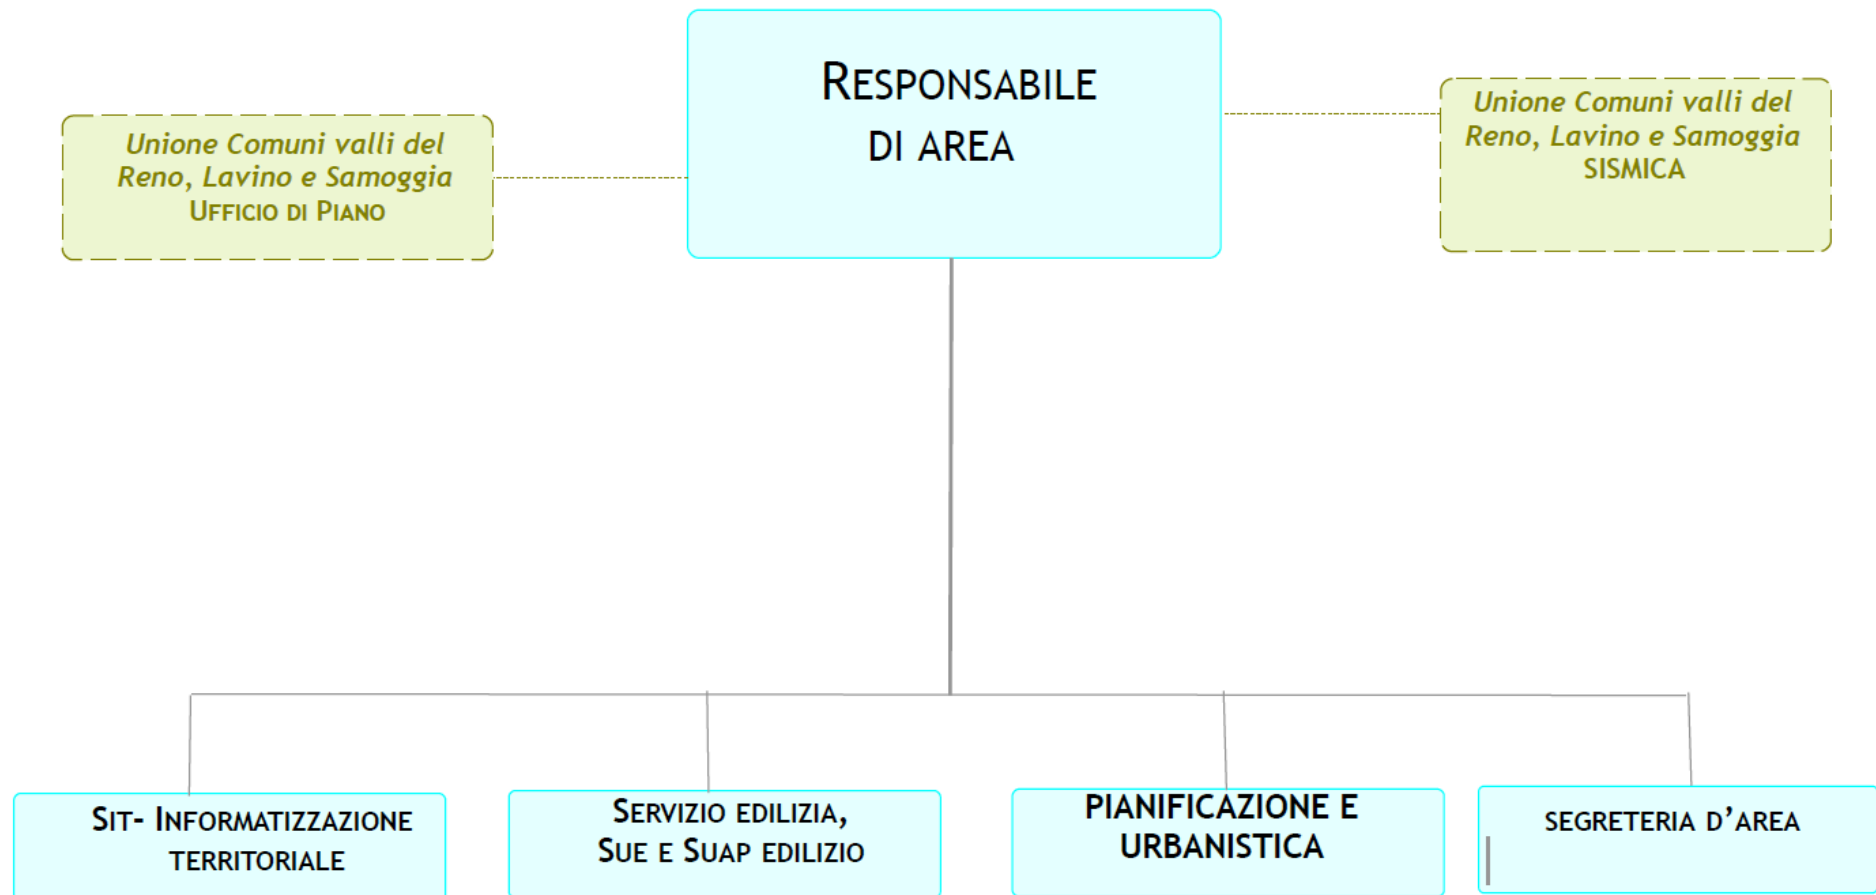 RESPONSABILE
DI AREA
Unione Comuni valli del
Reno, Lavino e Samoggia
UFFICIO DI PIANO
Unione Comuni valli del
Reno, Lavino e Samoggia
SISMICA
SIT- INFORMATIZZAZIONE
TERRITORIALE
SERVIZIO EDILIZIA,
SUE E SUAP EDILIZIO
PIANIFICAZIONE E
URBANISTICA
SEGRETERIA D’AREA